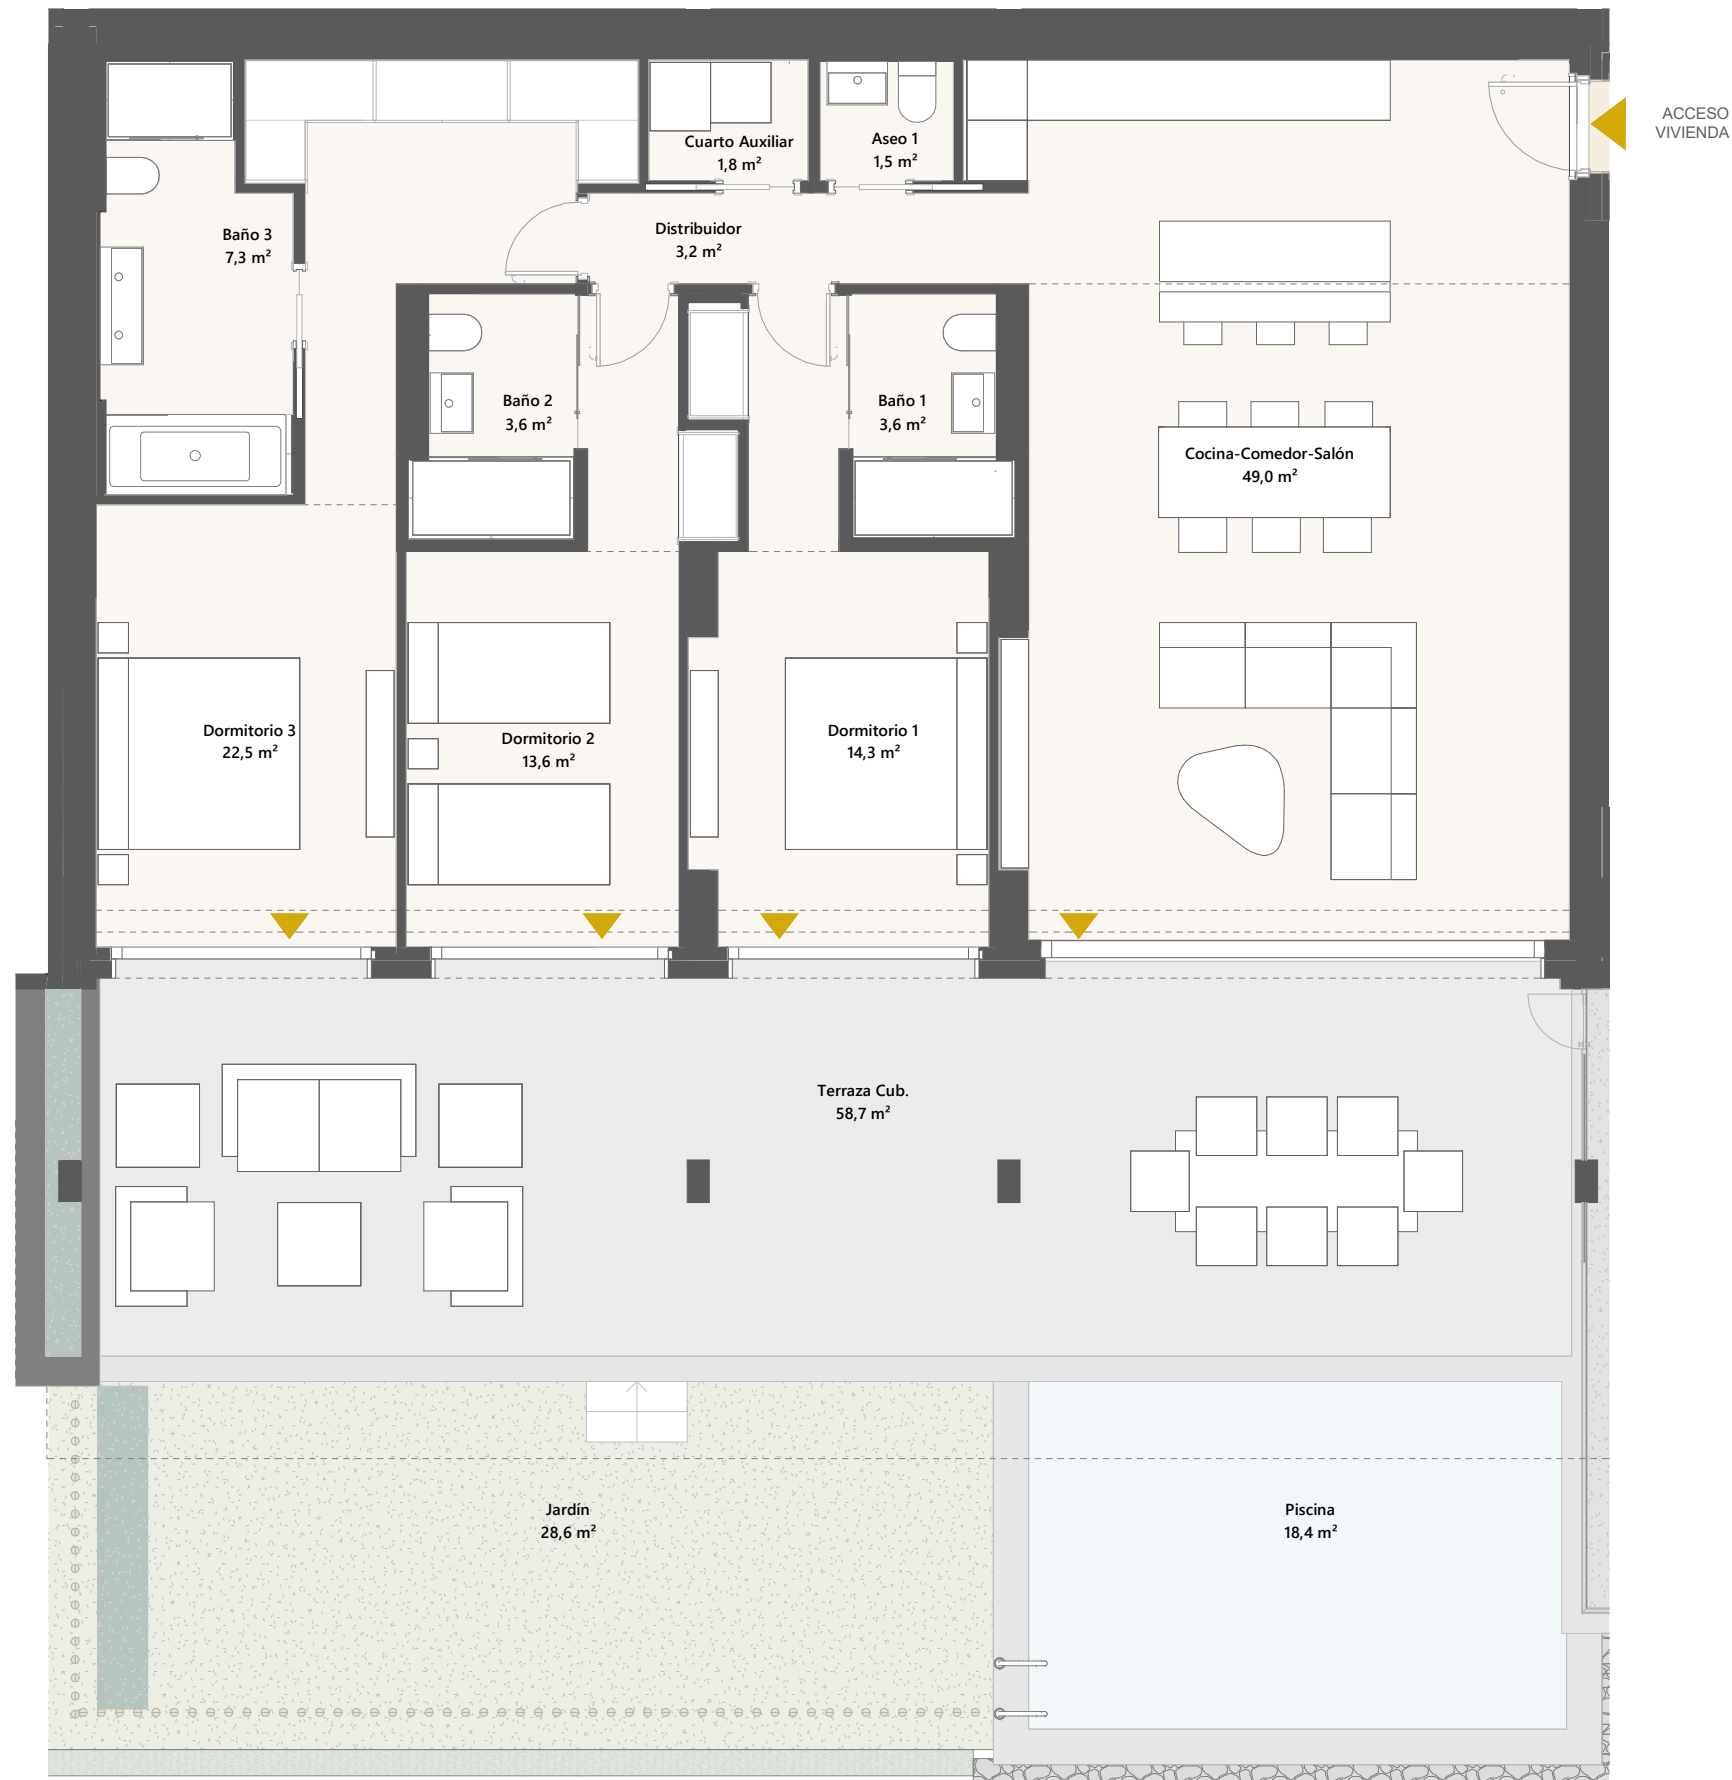 ACCESO
VIVIENDA
Cuarto Auxiliar
1,8 m²
Aseo 1
1,5 m²
Baño 3
7,3 m²
Distribuidor
3,2 m²
Baño 2
3,6 m²
Baño 1
3,6 m²
Cocina-Comedor-Salón
49,0 m²
Dormitorio 3
22,5 m²
Dormitorio 2
13,6 m²
Dormitorio 1
14,3 m²
Terraza Cub.
58,7 m²
Jardín
28,6 m²
Piscina
18,4 m²